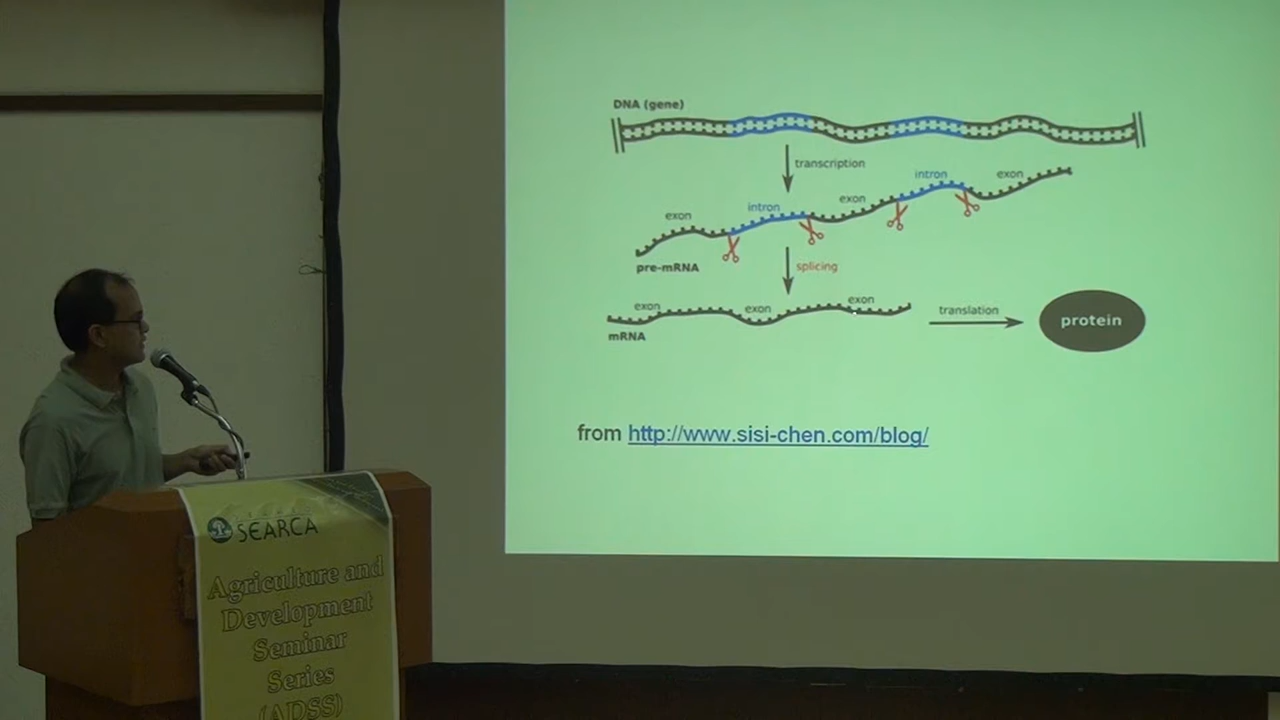 DNA (gene)
transcription
intron
exon
exon
intron
exon
pre-mRNA
splicing
exon
exon
exon
mRNA
translation
protein
from http://www.sisi-chen.com/blog/
SEARCA
Agriculture and
Development
Seminar
Series
(ADSS)